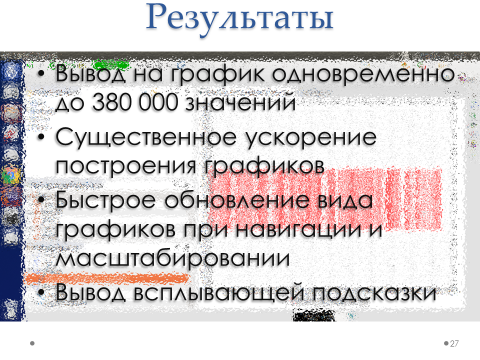 Результаты
• Вывод на график одновременно
до 380 000 значений
• Существенное ускорение
построения графиков
• Быстрое обновление вида
графиков при навигации и
масштабировании
• Вывод всплывающей подсказки
27